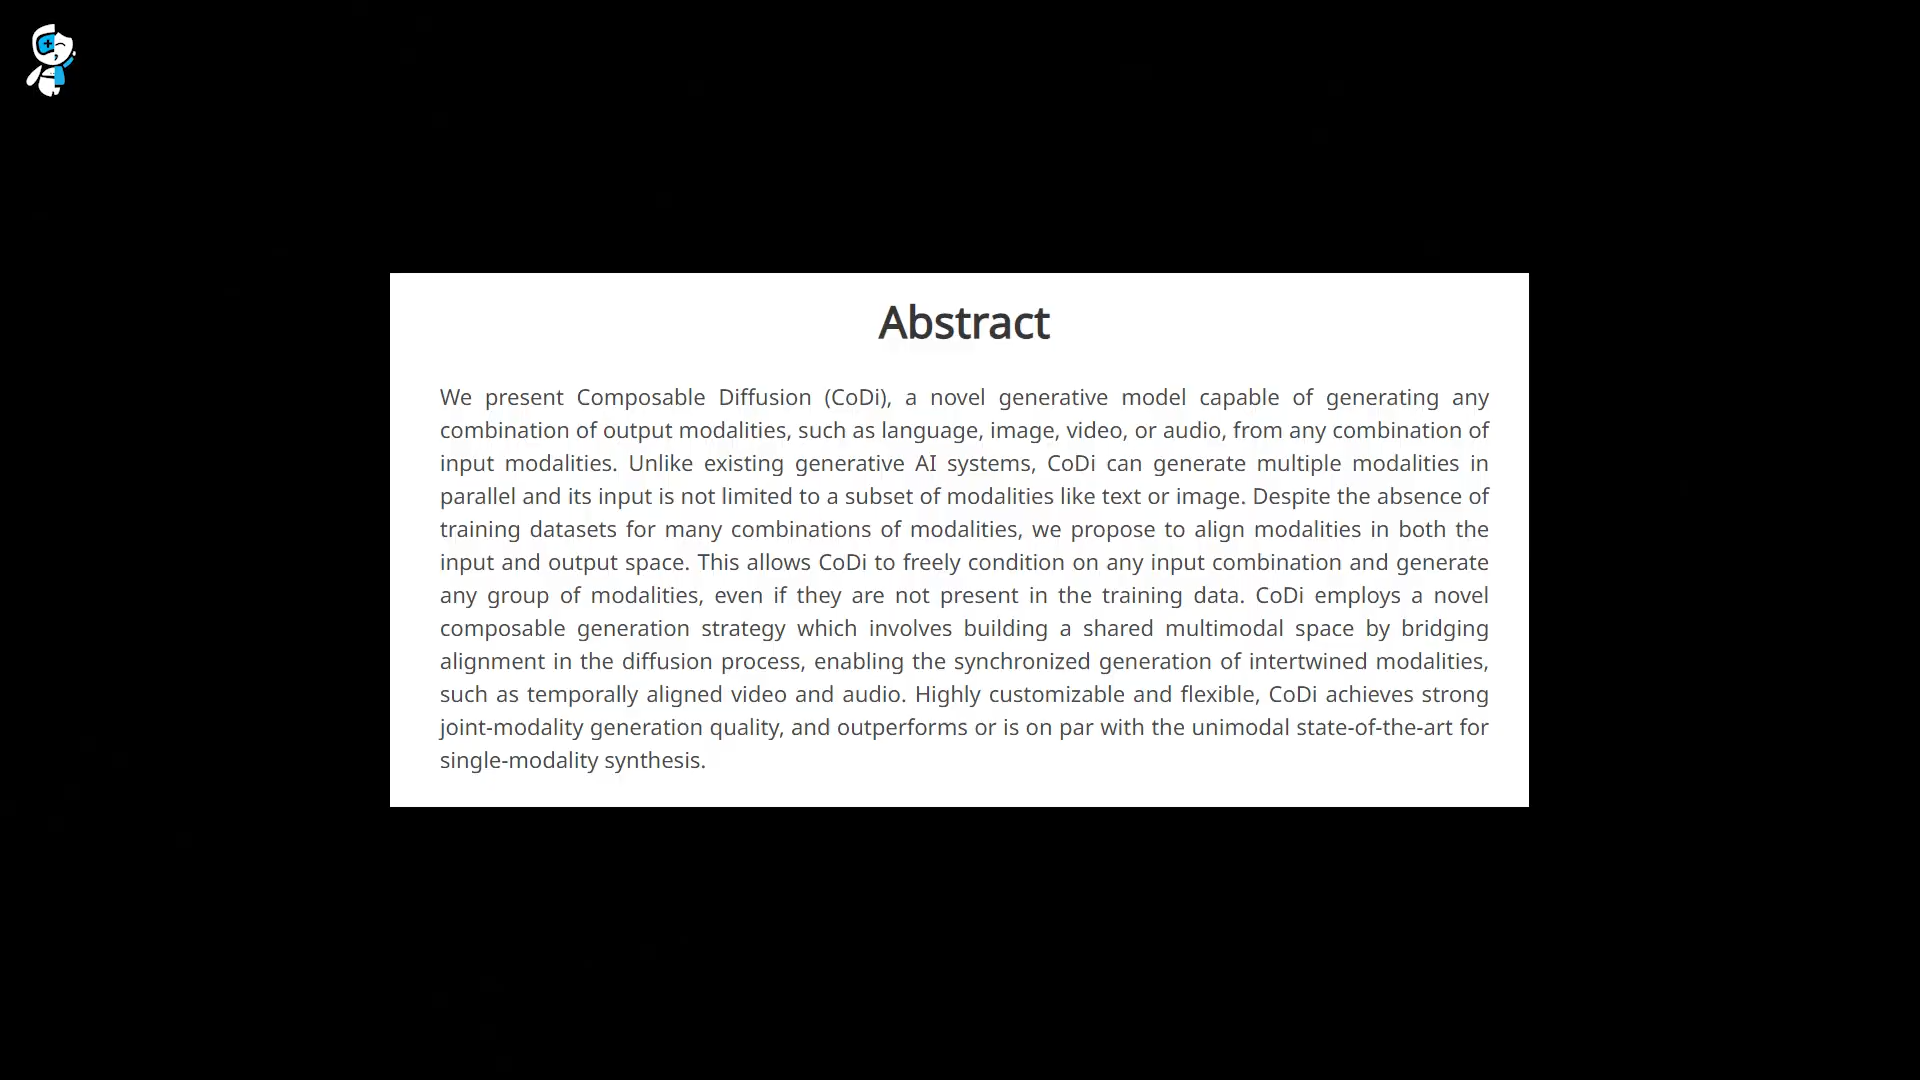 Abstract
We present Composable Diffusion (CoDi), a novel generative model capable of generating any
combination of output modalities, such as language, image, video, or audio, from any combination of
input modalities. Unlike existing generative AI systems, CoDi can generate multiple modalities in
parallel and its input is not limited to a subset of modalities like text or image. Despite the absence of
training datasets for many combinations of modalities, we propose to align modalities in both the
input and output space. This allows CoDi to freely condition on any input combination and generate
any group of modalities, even if they are not present in the training data. CoDi employs a novel
composable generation strategy which involves building a shared multimodal space by bridging
alignment in the diffusion process, enabling the synchronized generation of intertwined modalities,
such as temporally aligned video and audio. Highly customizable and flexible, CoDi achieves strong
joint-modality generation quality, and outperforms or is on par with the unimodal state-of-the-art for
single-modality synthesis.